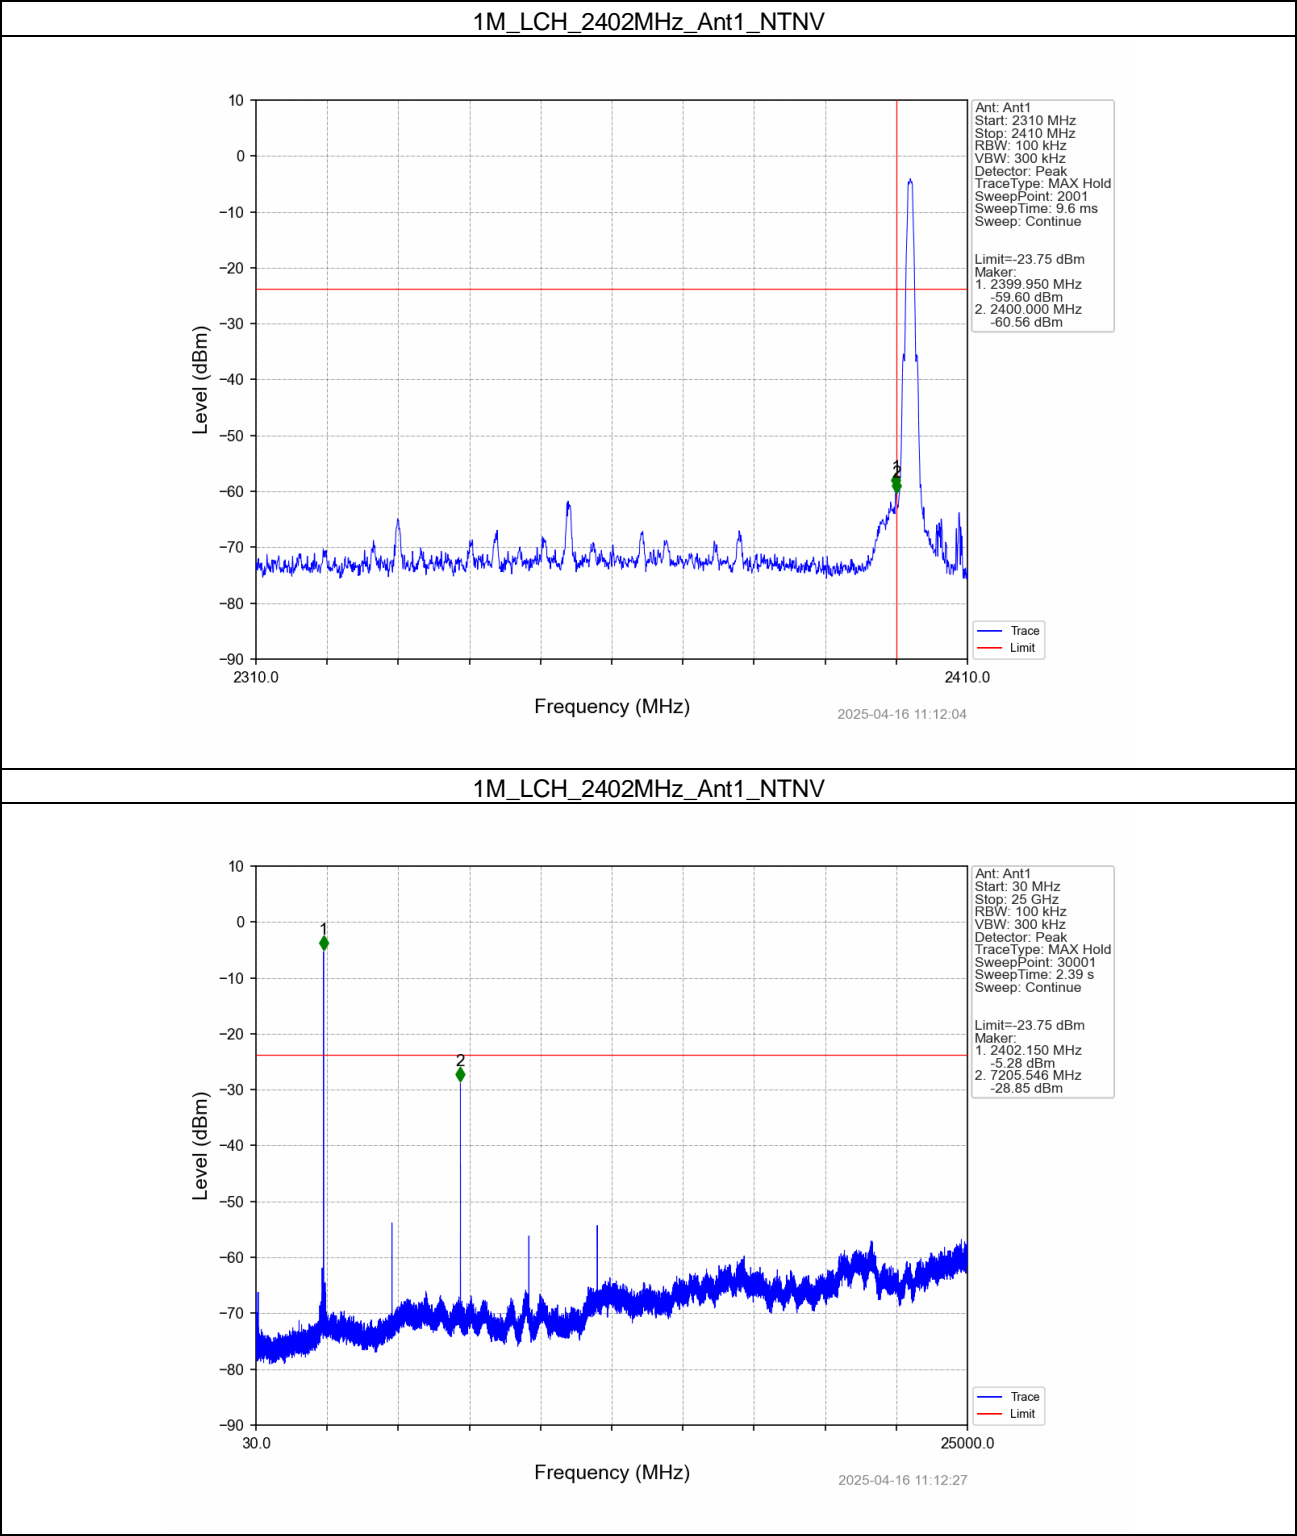 1M_LCH_2402MHz_Ant1_NTNV
10
0
−10
−20
−30
−40
−50
−60
−70
−80
−90
Level (dBm)
1
2
2310.0
2410.0
Frequency (MHz)
2025-04-16 11:12:04
Ant: Ant1
Start: 2310 MHz
Stop: 2410 MHz
RBW: 100 kHz
VBW: 300 kHz
Detector: Peak
TraceType: MAX Hold
SweepPoint: 2001
SweepTime: 9.6 ms
Sweep: Continue
Limit=-23.75 dBm
Maker:
1. 2399.950 MHz
-59.60 dBm
2. 2400.000 MHz
-60.56 dBm
Trace
Limit
1M_LCH_2402MHz_Ant1_NTNV
10
0
−10
−20
−30
−40
−50
−60
−70
−80
−90
Level (dBm)
1
2
30.0
25000.0
Frequency (MHz)
2025-04-16 11:12:27
Ant: Ant1
Start: 30 MHz
Stop: 25 GHz
RBW: 100 kHz
VBW: 300 kHz
Detector: Peak
TraceType: MAX Hold
SweepPoint: 30001
SweepTime: 2.39 s
Sweep: Continue
Limit=-23.75 dBm
Maker:
1. 2402.150 MHz
-5.28 dBm
2. 7205.546 MHz
-28.85 dBm
Trace
Limit